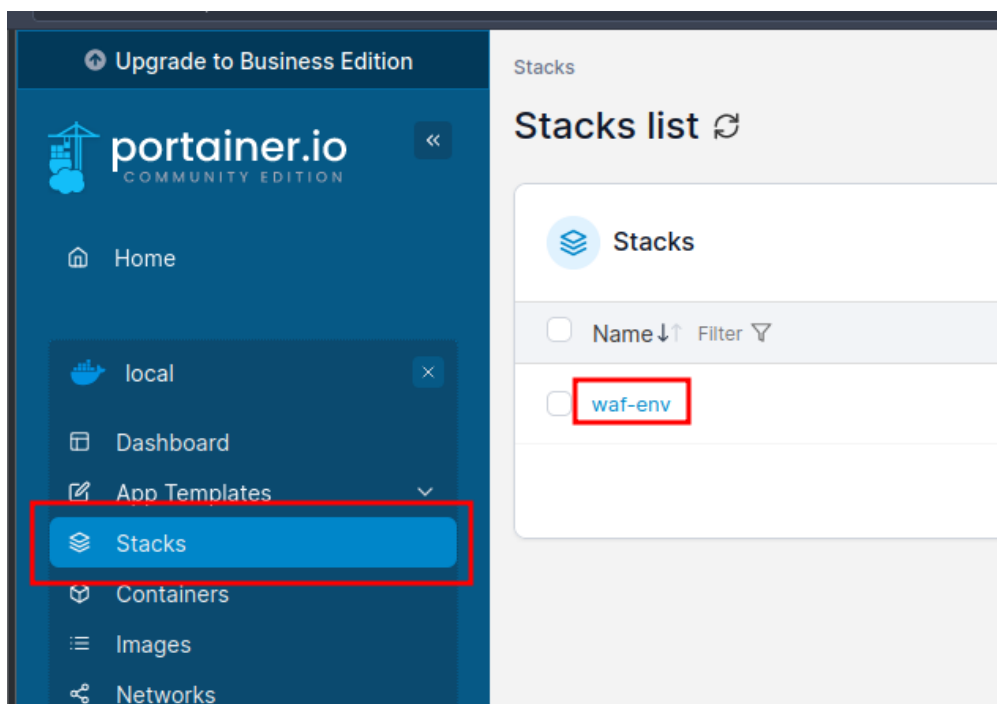 Upgrade to Business Edition
portainer.io
COMMUNITY EDITION
Home
local
Dashboard
App Templates
Stacks
Containers
Images
Networks
Stacks
Stacks list
Stacks
Name Filter
waf-env